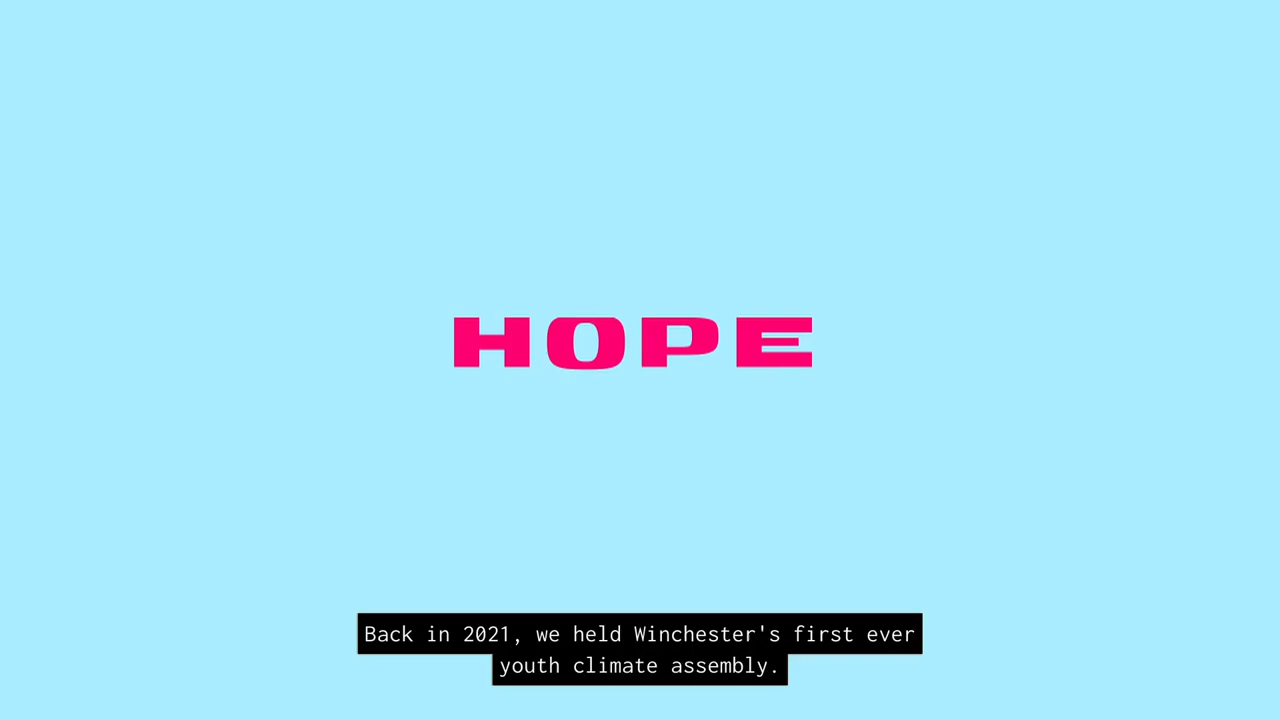 HOPE
Back in 2021, we held Winchester's first ever
youth climate assembly.